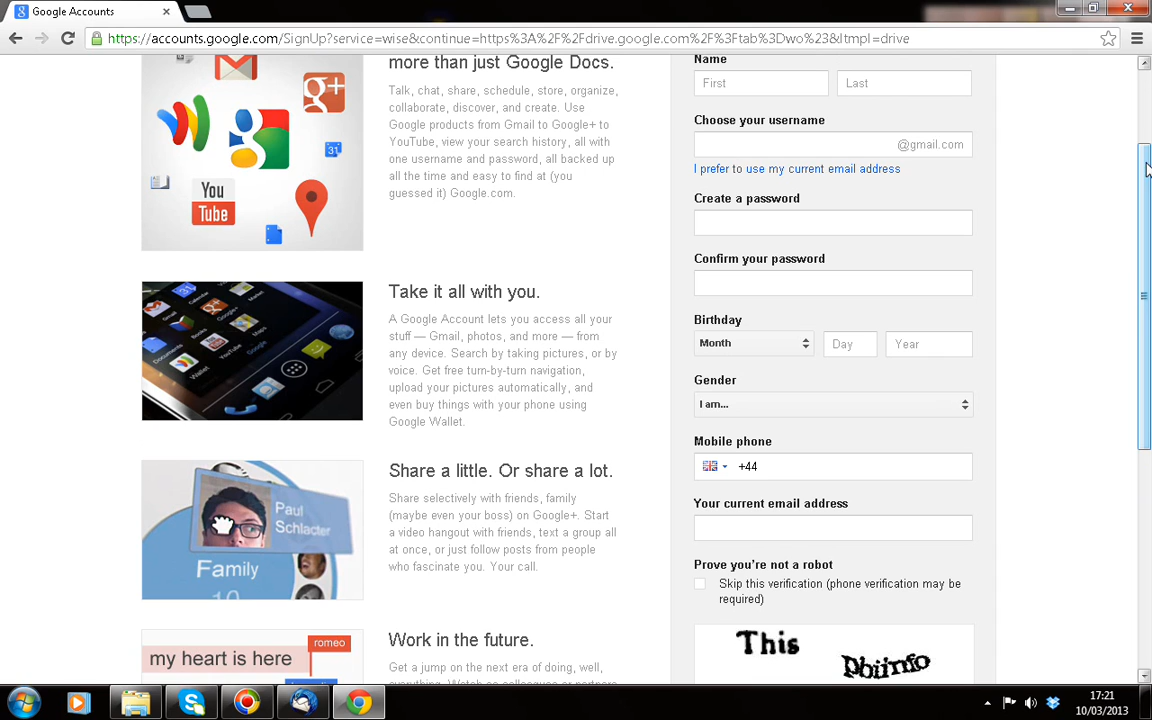 Google Accounts
https://accounts.google.com/SignUp?service=wise&continue=https%3A%2F%2Fdrive.google.com%2F%3Ftab%3Dwo%23&ltmpl=drive
more than just Google Docs.
Talk, chat, share, schedule, store, organize,
collaborate, discover, and create. Use
Google products from Gmail to Google+ to
YouTube, view your search history, all with
one username and password, all backed up
all the time and easy to find at (you
guessed it) Google.com.
31
You
Tube
Take it all with you.
A Google Account lets you access all your
stuff — Gmail, photos, and more — from
any device. Search by taking pictures, or by
voice. Get free turn-by-turn navigation,
upload your pictures automatically, and
even buy things with your phone using
Google Wallet.
Share a little. Or share a lot.
Share selectively with friends, family
(maybe even your boss) on Google+. Start
a video hangout with friends, text a group all
at once, or just follow posts from people
who fascinate you. Your call.
Paul
Schlacter
Family
10
Work in the future.
Get a jump on the next era of doing, well,
romeo
my heart is here
Name
First
Last
Choose your username
@gmail.com
I prefer to use my current email address
Create a password
Confirm your password
Birthday
Month
Day
Year
Gender
I am...
Mobile phone
+44
Your current email address
Prove you're not a robot
Skip this verification (phone verification may be
required)
This
17:21
10/03/2013